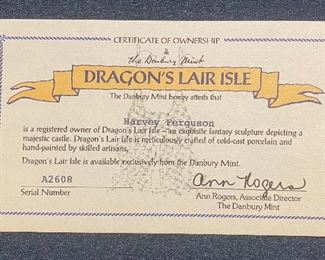 CERTIFICATE OF OWNERSHIP
The Danbury Mint
DRAGON'S LAIR ISLE
The Danbury Mint hereby attests that
Harvey Ferguson
is a registered owner of Dragon's Lair Isle – an exquisite fantasy sculpture depicting a
majestic castle. Dragon's Lair Isle is meticulously crafted of cold-cast porcelain and
hand-painted by skilled artisans.
Dragon's Lair Isle is available exclusively from the Danbury Mint.
A2608
Serial Number
Ann Rogers
Ann Rogers, Associate Director
The Danbury Mint